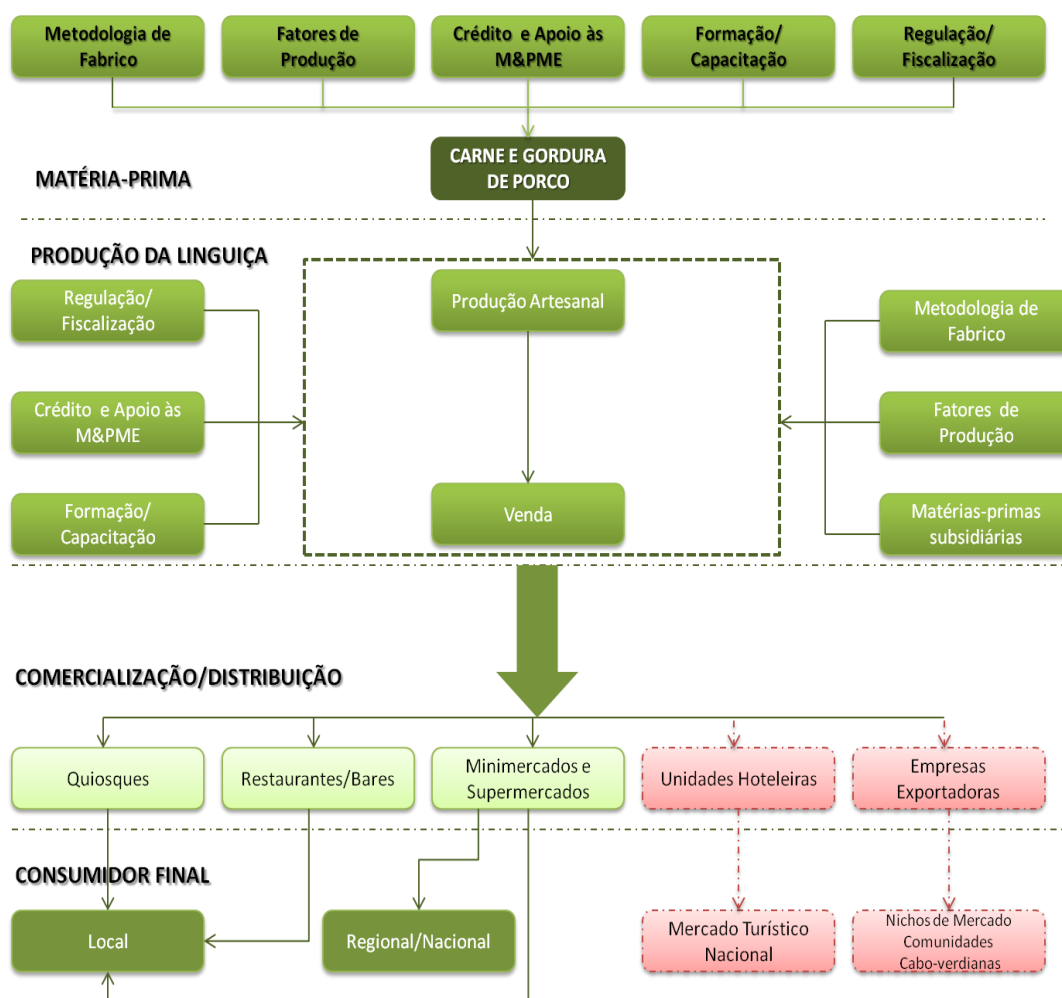 Metodologia de
Fabrico
Fatores de
Produção
Crédito e Apoio às
M&PME
Formação/
Capacitação
Regulação/
Fiscalização
CARNE E GORDURA
DE PORCO
MATÉRIA-PRIMA
PRODUÇÃO DA LINGUIÇA
Regulação/
Fiscalização
Crédito e Apoio às
M&PME
Formação/
Capacitação
Produção Artesanal
Venda
Metodologia de
Fabrico
Fatores de
Produção
Matérias-primas
subsidiárias
COMERCIALIZAÇÃO/DISTRIBUIÇÃO
Quiosques
Restaurantes/Bares
Minimercados e
Supermercados
Unidades Hoteleiras
Empresas
Exportadoras
CONSUMIDOR FINAL
Local
Regional/Nacional
Mercado Turístico
Nacional
Nichos de Mercado
Comunidades
Cabo-verdianas